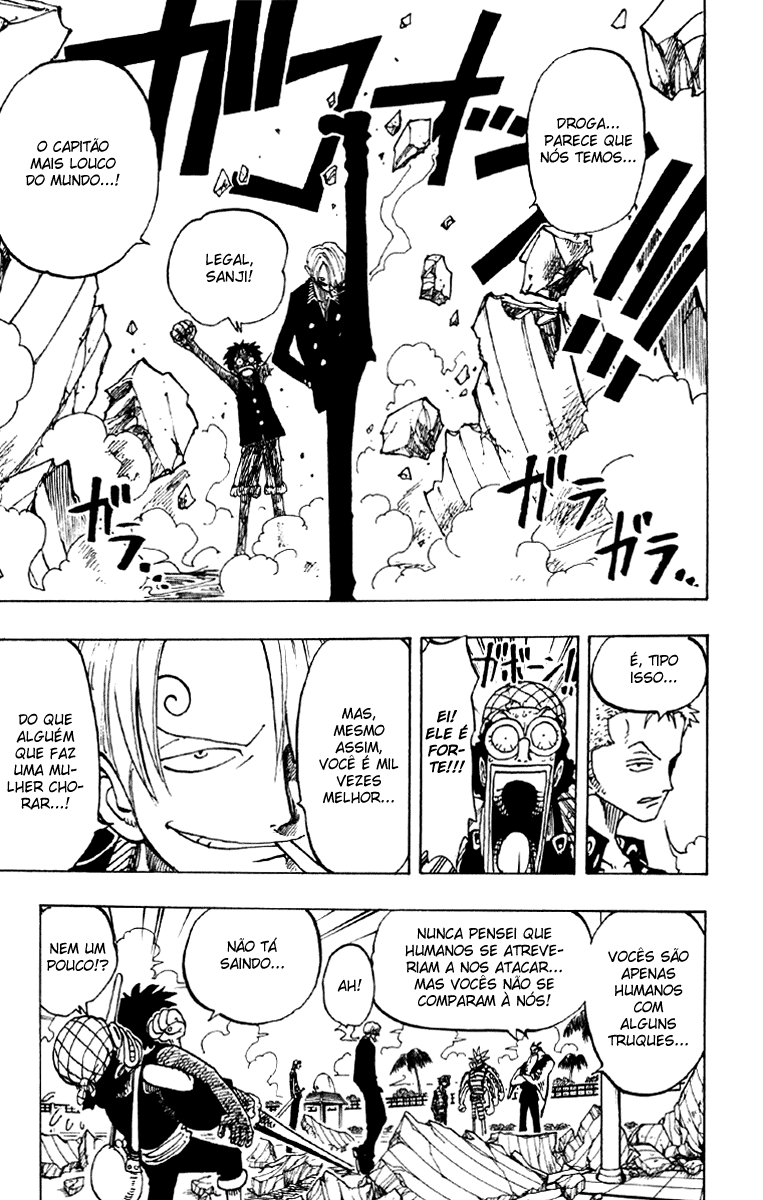 DROGA...
PARECE QUE
NÓS TEMOS...
O CAPITÃO
MAIS LOUCO
DO MUNDO...!
LEGAL,
SANJI!
ガガガーン!!!
ガラ
ガラ...
ガラ...
É, TIPO
ISSO...
ガボーン!!
EI!
ELE É
FOR-
TE!!!
MAS,
MESMO
ASSIM,
VOCÊ É MIL
VEZES
MELHOR...
DO QUE
ALGUÉM
QUE FAZ
UMA MU-
LHER CHO-
RAR...!
VOCÊS SÃO
APENAS
HUMANOS
COM
ALGUNS
TRUQUES...
NUNCA PENSEI QUE
HUMANOS SE ATREVE-
RIAM A NOS ATACAR...
MAS VOCÊS NÃO SE
COMPARAM À NÓS!
AH!
NÃO TÁ
SAINDO...
NEM UM
POUCO!?